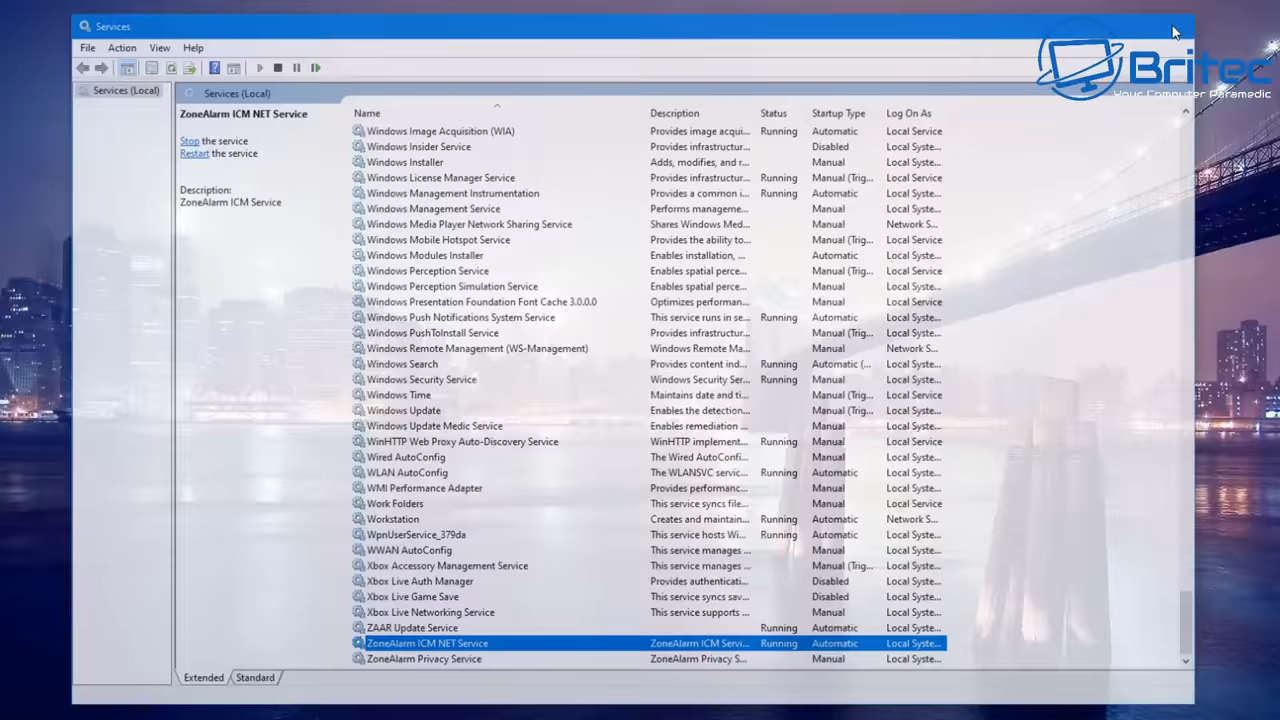 Services
File Action View Help
Britec
Your Computer Paramedic
Services (Local)
Services (Local)
ZoneAlarm ICM NET Service
Stop the service
Restart the service
Description:
ZoneAlarm ICM Service
Name Description Status Startup Type Log On As
Windows Image Acquisition (WIA) Provides image acqui... Running Automatic Local Service
Windows Insider Service Provides infrastructur... Disabled Local Syste...
Windows Installer Adds, modifies, and r... Manual Local Syste...
Windows License Manager Service Provides infrastructur... Running Manual (Trig... Local Service
Windows Management Instrumentation Provides a common i... Running Automatic Local Syste...
Windows Management Service Performs manageme... Manual Local Syste...
Windows Media Player Network Sharing Service Shares Windows Med... Manual Network S...
Windows Mobile Hotspot Service Provides the ability to... Manual (Trig... Local Service
Windows Modules Installer Enables installation, ... Automatic Local Syste...
Windows Perception Service Enables spatial perce... Manual (Trig... Local Service
Windows Perception Simulation Service Enables spatial perce... Manual Local Syste...
Windows Presentation Foundation Font Cache 3.0.0.0 Optimizes performan... Manual Local Service
Windows Push Notifications System Service This service runs in se... Running Automatic Local Syste...
Windows PushToInstall Service Provides infrastructur... Manual (Trig... Local Syste...
Windows Remote Management (WS-Management) Windows Remote Ma... Manual Network S...
Windows Search Provides content ind... Running Automatic (... Local Syste...
Windows Security Service Windows Security Ser... Running Manual Local Syste...
Windows Time Maintains date and ti... Manual (Trig... Local Service
Windows Update Enables the detection... Manual (Trig... Local Syste...
Windows Update Medic Service Enables remediation ... Manual Local Syste...
WinHTTP Web Proxy Auto-Discovery Service WinHTTP implement... Running Manual Local Service
Wired AutoConfig The Wired AutoConfi... Manual Local Syste...
WLAN AutoConfig The WLANSVC servic... Running Automatic Local Syste...
WMI Performance Adapter Provides performanc... Manual Local Syste...
Work Folders This service syncs file... Manual Local Service
Workstation Creates and maintain... Running Automatic Network S...
WpnUserService_379da This service hosts Wi... Running Automatic Local Syste...
WWAN AutoConfig This service manages ... Manual Local Syste...
Xbox Accessory Management Service This service manages ... Manual (Trig... Local Syste...
Xbox Live Auth Manager Provides authenticati... Disabled Local Syste...
Xbox Live Game Save This service syncs sav... Disabled Local Syste...
Xbox Live Networking Service This service supports ... Manual Local Syste...
ZAAR Update Service Running Automatic Local Syste...
ZoneAlarm ICM NET Service ZoneAlarm ICM Servi... Running Automatic Local Syste...
ZoneAlarm Privacy Service ZoneAlarm Privacy S... Manual Local Syste...
Extended Standard